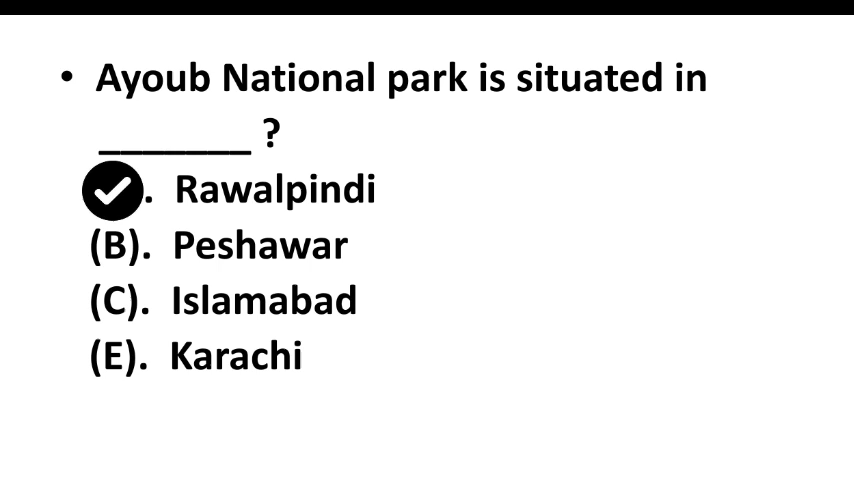 • Ayoub National park is situated in
_______ ?
. Rawalpindi
(B). Peshawar
(C). Islamabad
(E). Karachi